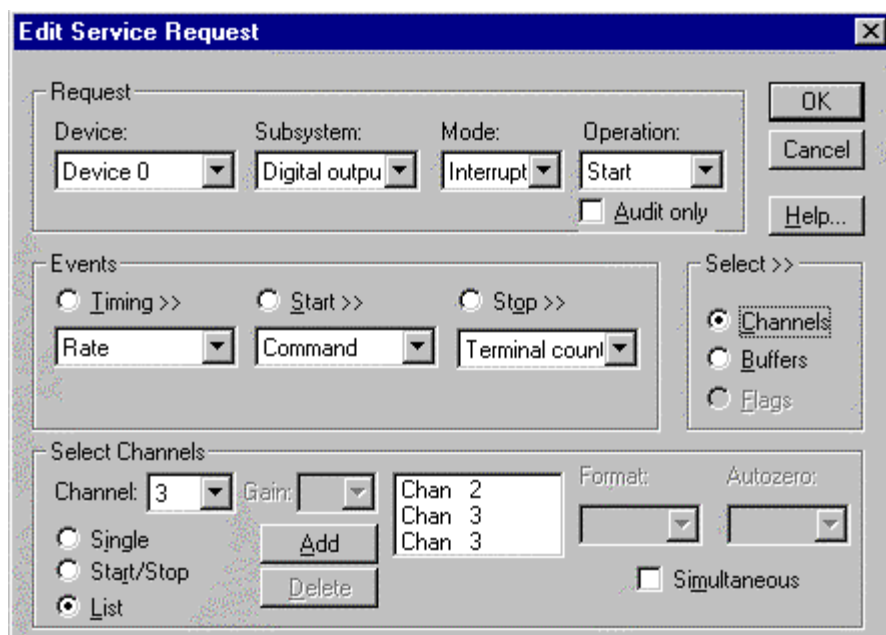 Edit Service Request
Request
OK
Device: Subsystem: Mode: Operation:
Device 0 Digital outpu Interrupt Start
Cancel
Audit only
Help...
Events
Select >>
Timing >> Start >> Stop >>
Channels
Rate Command Terminal count
Buffers
Flags
Select Channels
Channel: 3 Gain: Chan 2 Format: Autozero:
Chan 3
Single Add Chan 3
Start/Stop Simultaneous
Delete
List